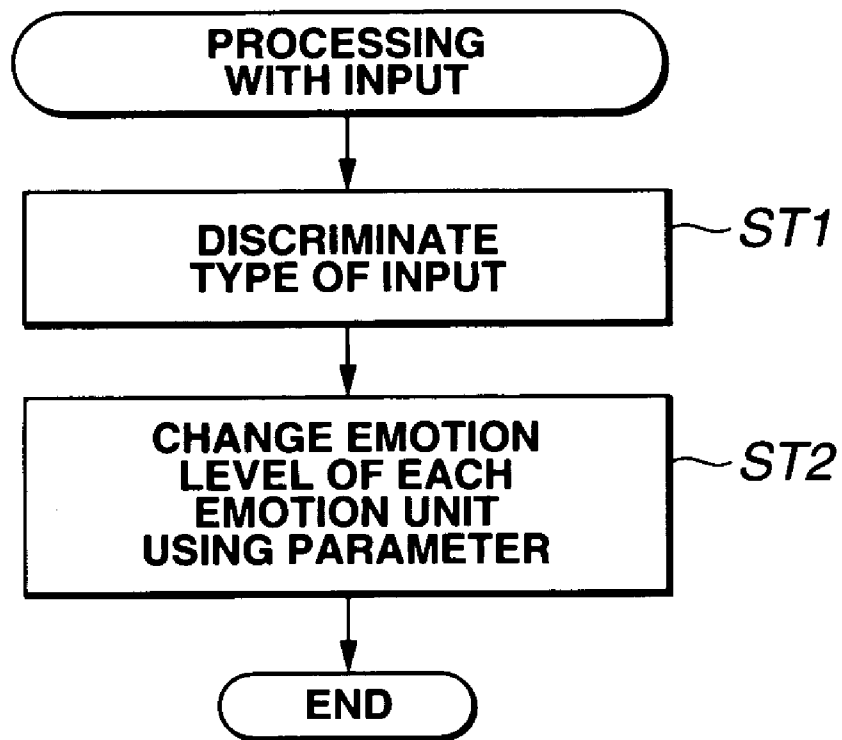 PROCESSING
WITH INPUT
DISCRIMINATE
TYPE OF INPUT
ST1
CHANGE EMOTION
LEVEL OF EACH
EMOTION UNIT
USING PARAMETER
ST2
END